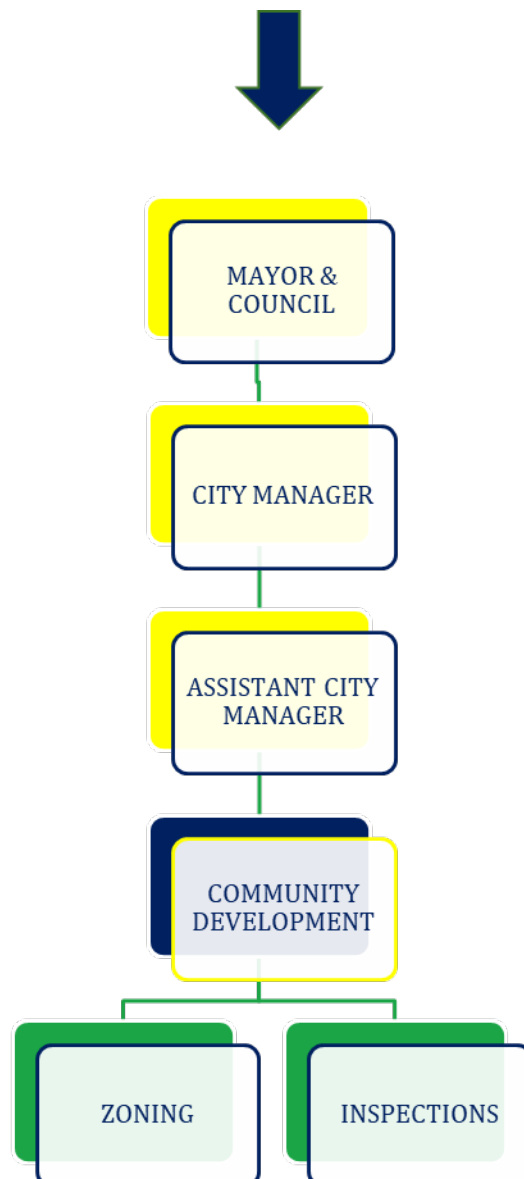 MAYOR &
COUNCIL
CITY MANAGER
ASSISTANT CITY
MANAGER
COMMUNITY
DEVELOPMENT
ZONING
INSPECTIONS